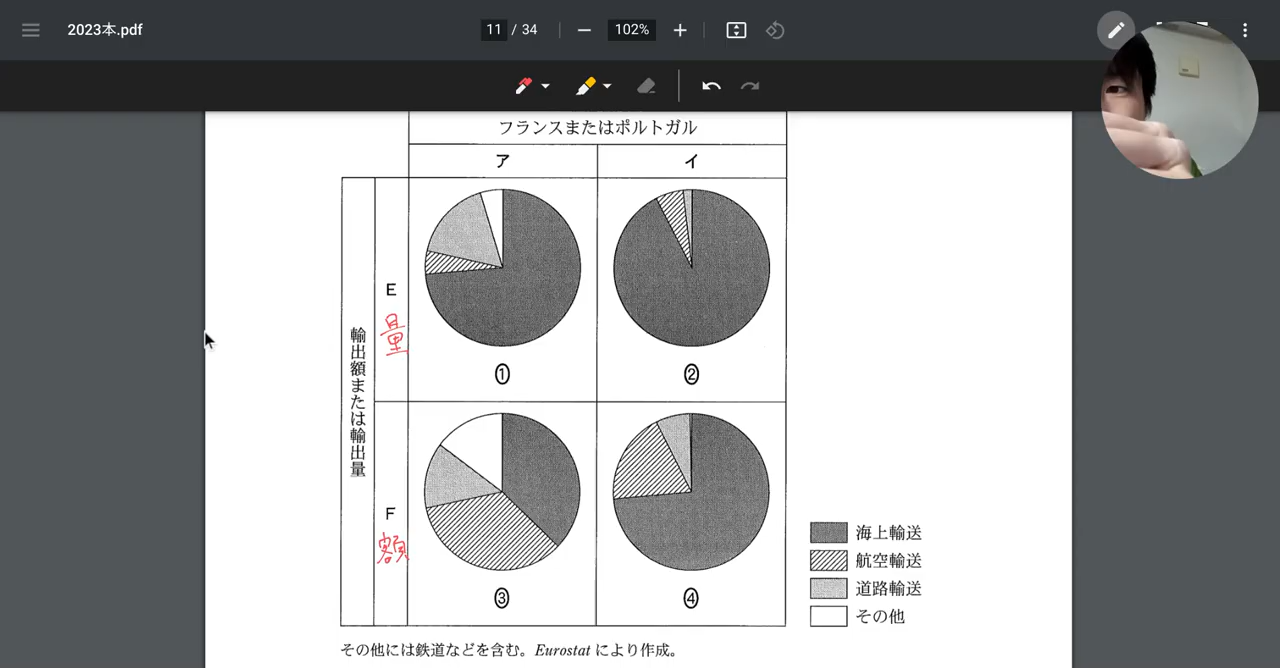 2023本.pdf
11 / 34
102%
フランスまたはポルトガル
ア
イ
輸出額または輸出量
E
量
①
②
F
額
③
④
海上輸送
航空輸送
道路輸送
その他
その他には鉄道などを含む。Eurostat により作成。